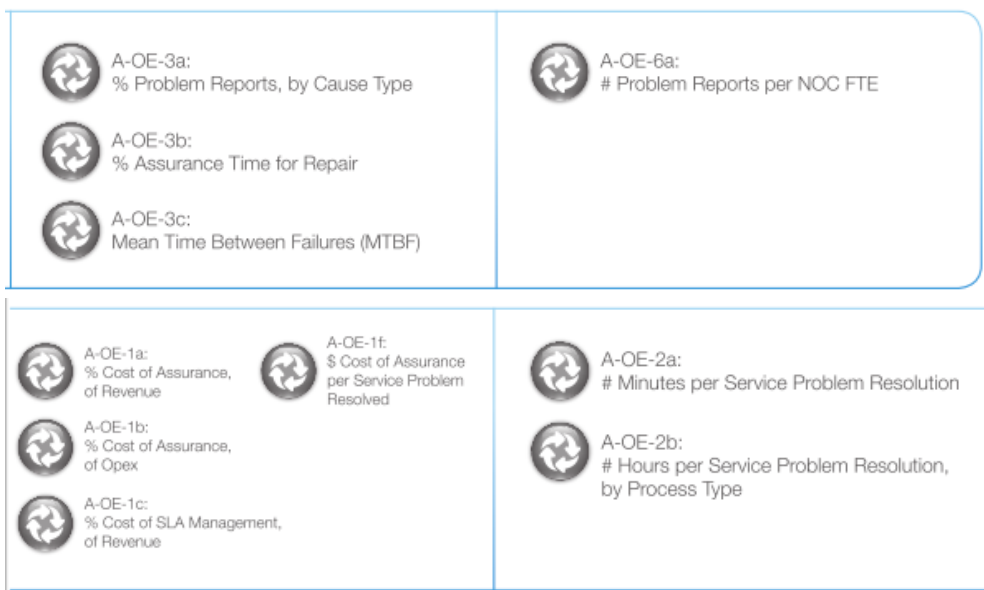 A-OE-3a:
% Problem Reports, by Cause Type
A-OE-3b:
% Assurance Time for Repair
A-OE-3c:
Mean Time Between Failures (MTBF)
A-OE-6a:
# Problem Reports per NOC FTE
A-OE-1a:
% Cost of Assurance,
of Revenue
A-OE-1b:
% Cost of Assurance,
of Opex
A-OE-1c:
% Cost of SLA Management,
of Revenue
A-OE-1f:
$ Cost of Assurance
per Service Problem
Resolved
A-OE-2a:
# Minutes per Service Problem Resolution
A-OE-2b:
# Hours per Service Problem Resolution,
by Process Type